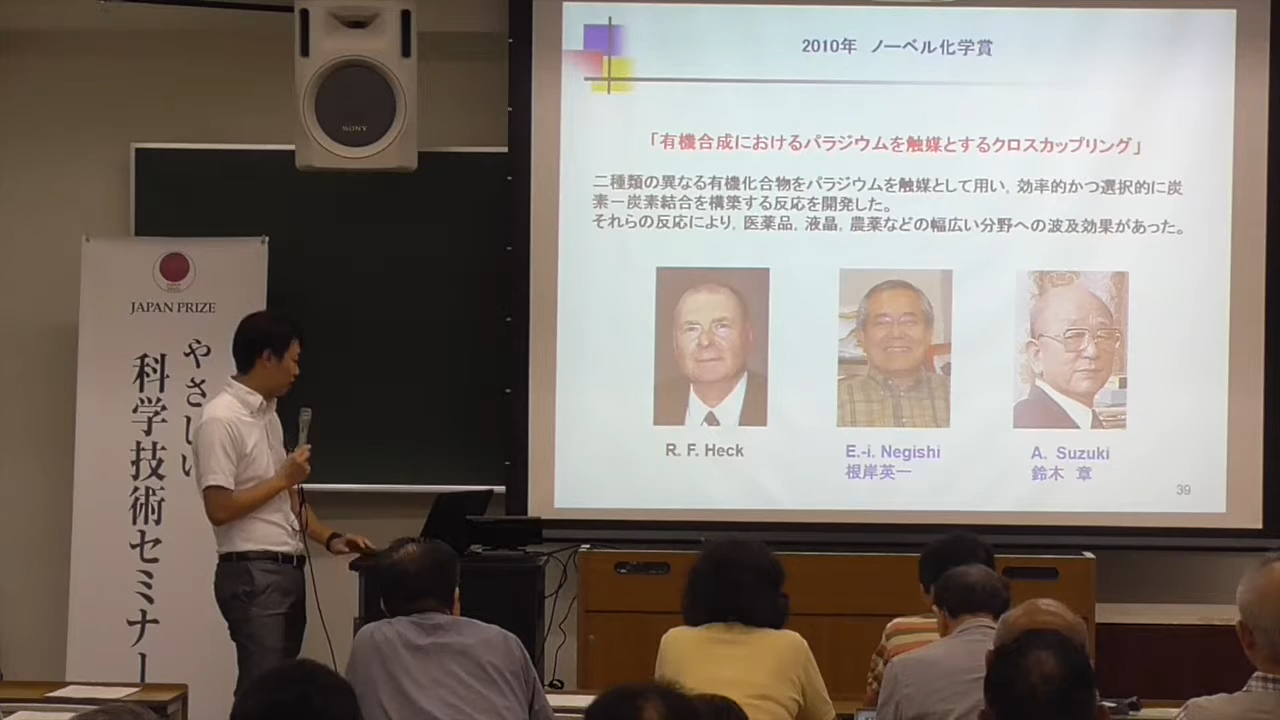 SONY
2010年 ノーベル化学賞
「有機合成におけるパラジウムを触媒とするクロスカップリング」
二種類の異なる有機化合物をパラジウムを触媒として用い, 効率的かつ選択的に炭
素－炭素結合を構築する反応を開発した。
それらの反応により, 医薬品, 液晶, 農薬などの幅広い分野への波及効果があった。
R. F. Heck
E.-i. Negishi
根岸英一
A. Suzuki
鈴木 章
39
JAPAN PRIZE
やさしい
科学技術セミナー